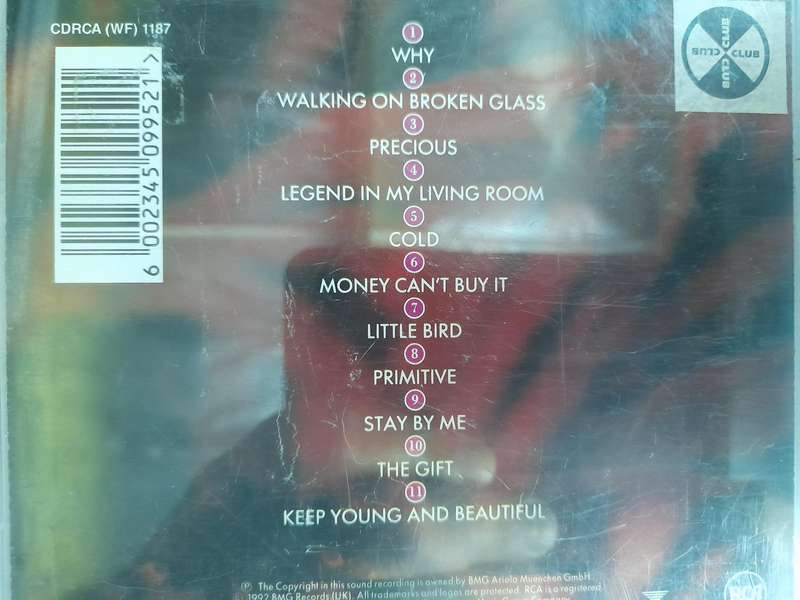 CDRCA (WF) 1187
6 002345 099521 >
CLUB CLUB CLUB CLUB
1
WHY
2
WALKING ON BROKEN GLASS
3
PRECIOUS
4
LEGEND IN MY LIVING ROOM
5
COLD
6
MONEY CAN'T BUY IT
7
LITTLE BIRD
8
PRIMITIVE
9
STAY BY ME
10
THE GIFT
11
KEEP YOUNG AND BEAUTIFUL
℗ The Copyright in this sound recording is owned by BMG Ariola Muenchen GmbH
© 1992 BMG Records (UK). All trademarks and logos are protected. RCA is a registered